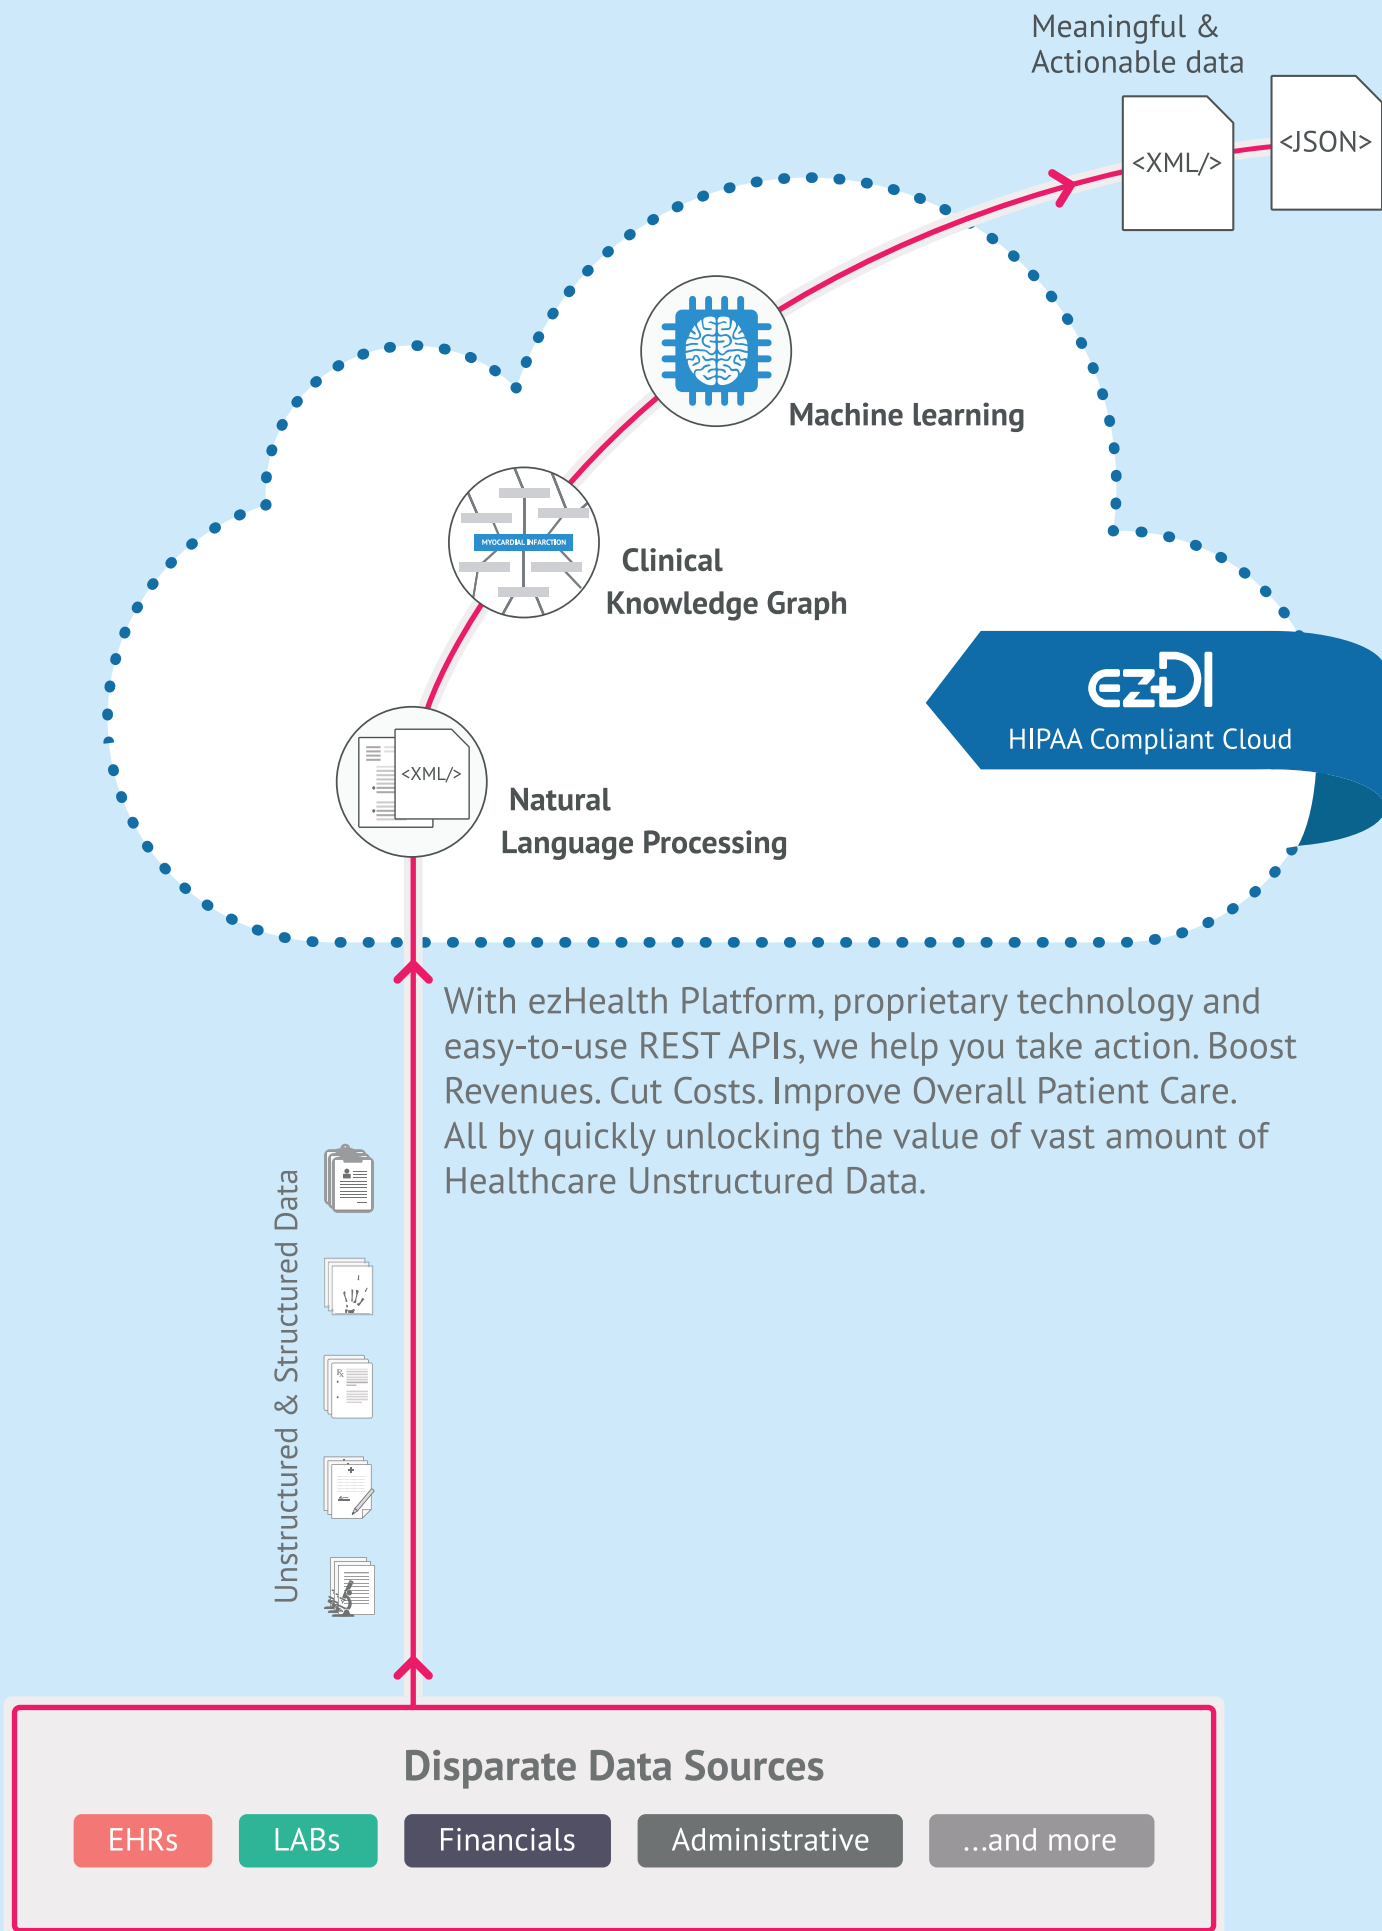 Meaningful &
Actionable data
<XML/>
<JSON>
Machine learning
MYOCARDIAL INFARCTION
Clinical
Knowledge Graph
ezDI
HIPAA Compliant Cloud
<XML/>
Natural
Language Processing
With ezHealth Platform, proprietary technology and
easy-to-use REST APIs, we help you take action. Boost
Revenues. Cut Costs. Improve Overall Patient Care.
All by quickly unlocking the value of vast amount of
Healthcare Unstructured Data.
Unstructured & Structured Data
Rx
Disparate Data Sources
EHRs
LABs
Financials
Administrative
...and more